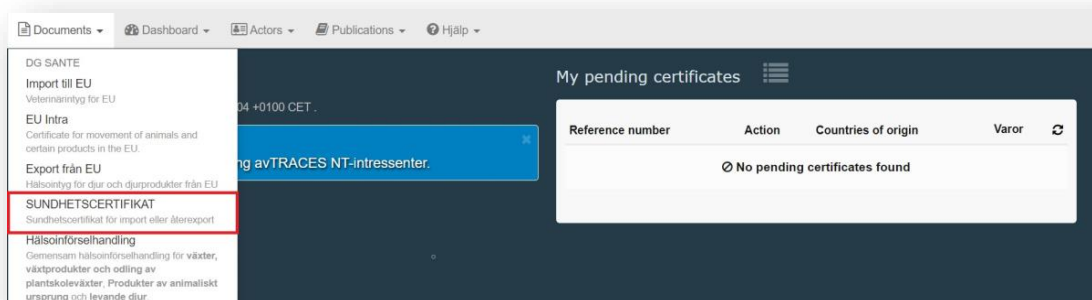 Documents Dashboard Actors Publications Hjälp
DG SANTE
Import till EU
Veterinärintyg för EU
EU Intra
Certificate for movement of animals and
certain products in the EU.
Export från EU
Hälsointyg för djur och djurprodukter från EU
SUNDHETSCERTIFIKAT
Sundhetscertifikat för import eller återexport
Hälsoinförselhandling
Gemensam hälsoinförselhandling för växter,
växtprodukter och odling av
plantskoleväxter, Produkter av animaliskt
ursprung och levande djur
04 +0100 CET .
ng avTRACES NT-intressenter.
My pending certificates
Reference number Action Countries of origin Varor
No pending certificates found